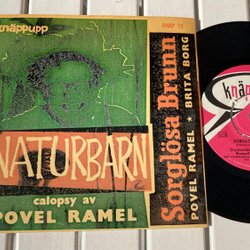 knäppupp
KNEP 15
NATURBARN
calopsy av
POVEL RAMEL
Sorglösa Brunn
POVEL RAMEL * BRITA BORG
knäpp